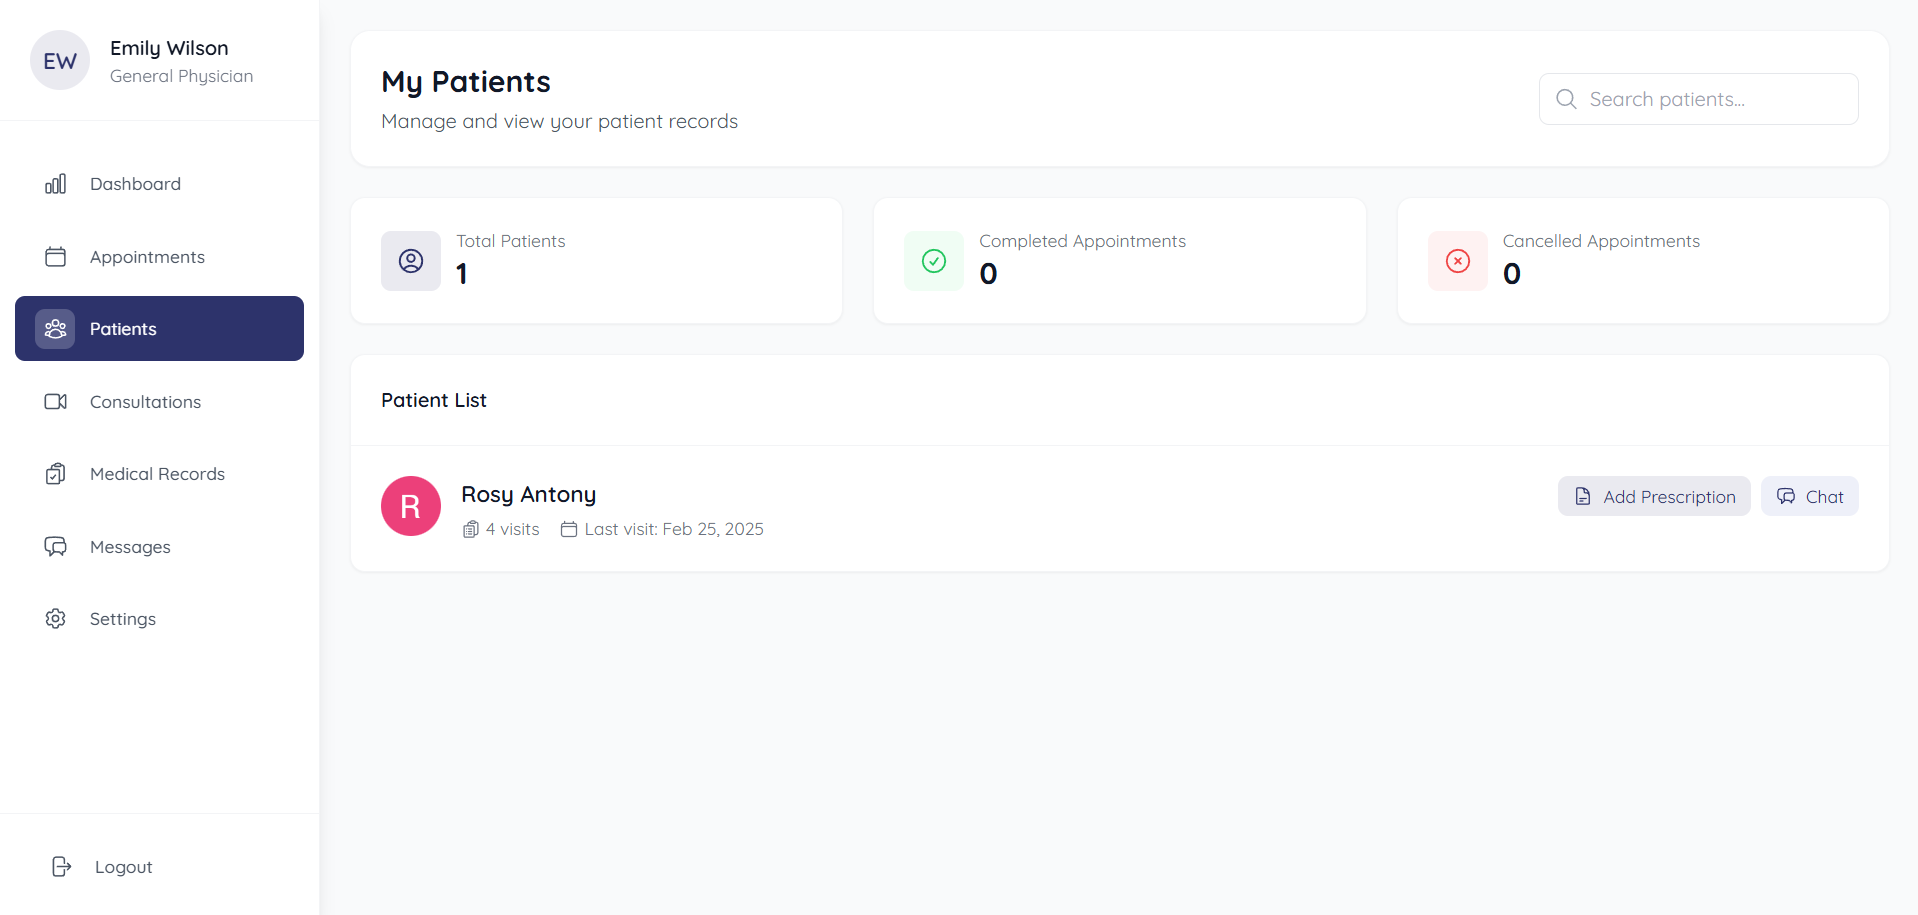 EW
Emily Wilson
General Physician
Dashboard
Appointments
Patients
Consultations
Medical Records
Messages
Settings
Logout
My Patients
Manage and view your patient records
Search patients...
Total Patients
1
Completed Appointments
0
Cancelled Appointments
0
Patient List
R
Rosy Antony
4 visits Last visit: Feb 25, 2025
Add Prescription
Chat